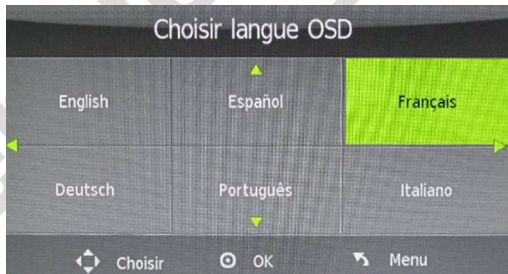 Choisir langue OSD
English Español Français
Deutsch Português Italiano
Choisir OK Menu